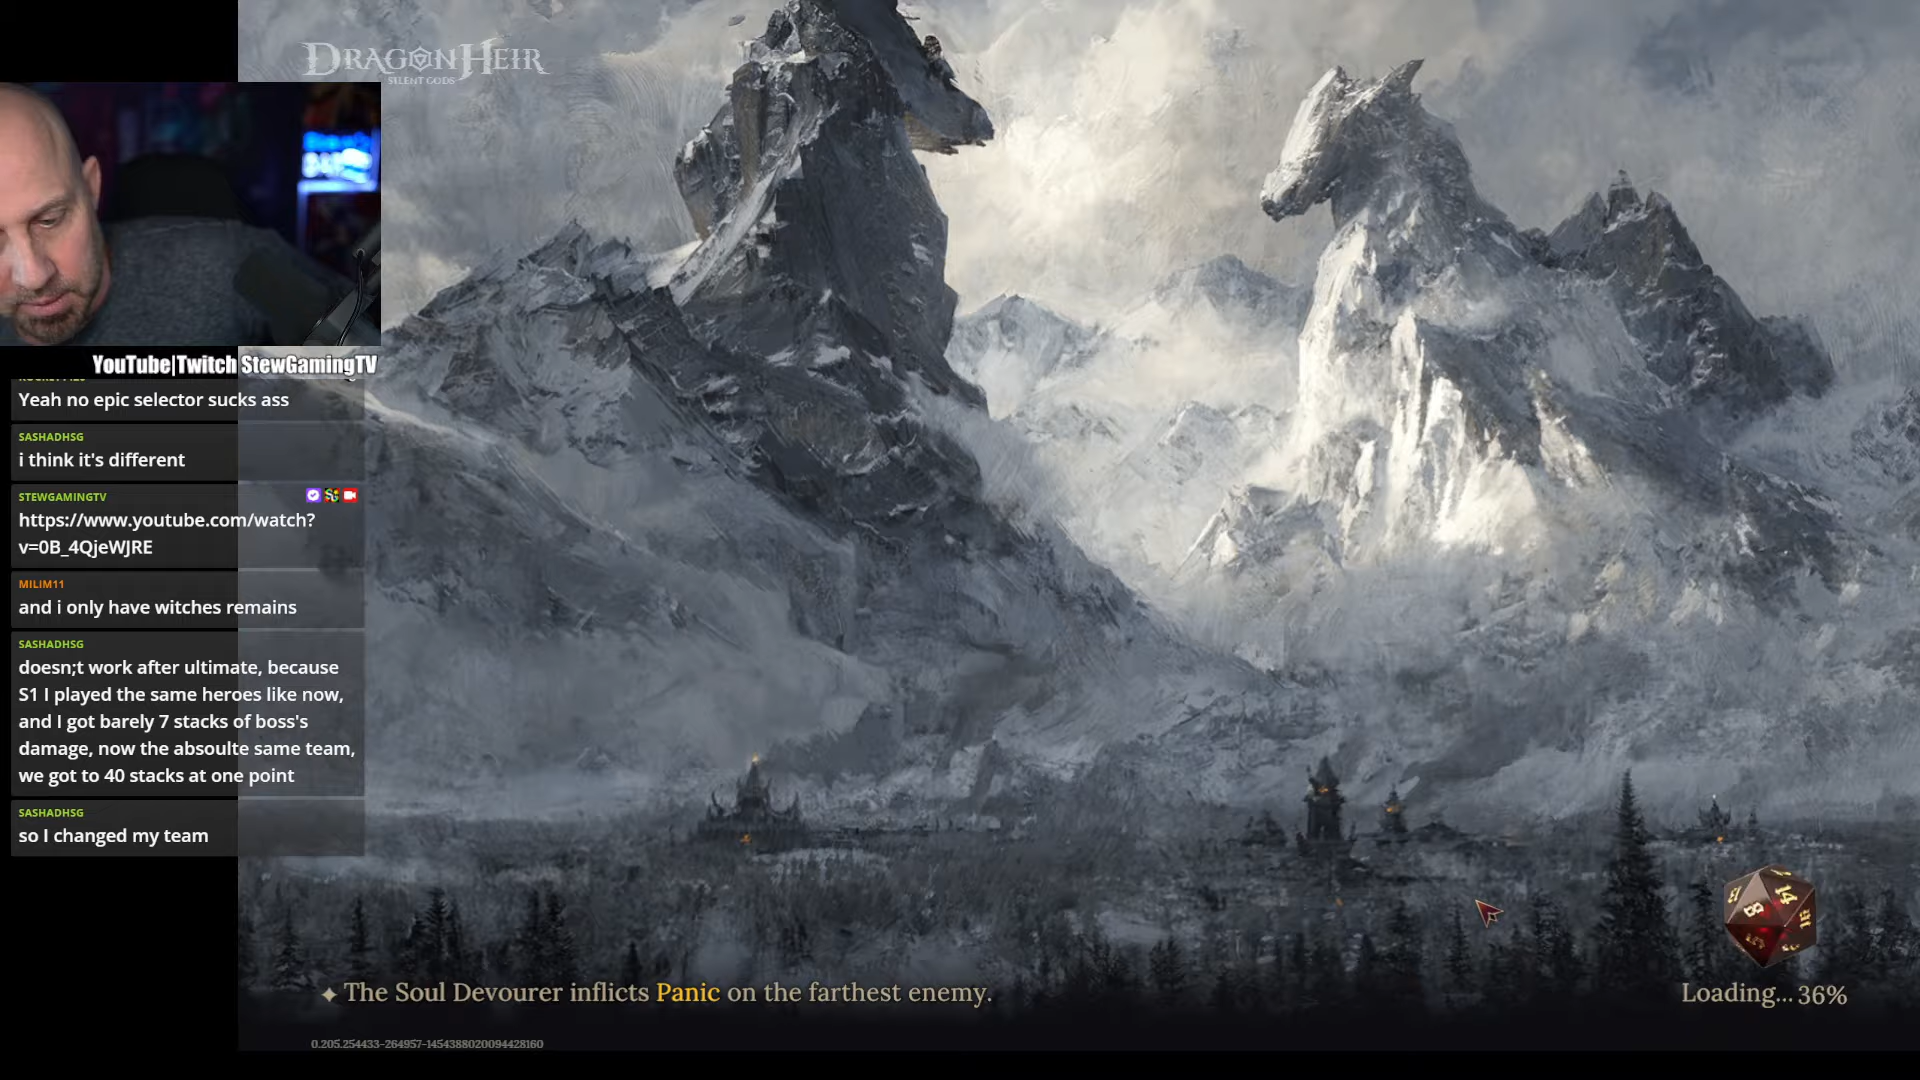 DRAGONHEIR
SILENT GODS
YouTube|Twitch StewGamingTV
Yeah no epic selector sucks ass
SASHADHSG
i think it's different
STEWGAMINGTV
https://www.youtube.com/watch?
v=0B_4QjeWJRE
MILIM11
and i only have witches remains
SASHADHSG
doesn;t work after ultimate, because
S1 I played the same heroes like now,
and I got barely 7 stacks of boss's
damage, now the absoulte same team,
we got to 40 stacks at one point
SASHADHSG
so I changed my team
14
8
The Soul Devourer inflicts Panic on the farthest enemy.
Loading... 36%
0.205.254433-264957-1454388020094428160